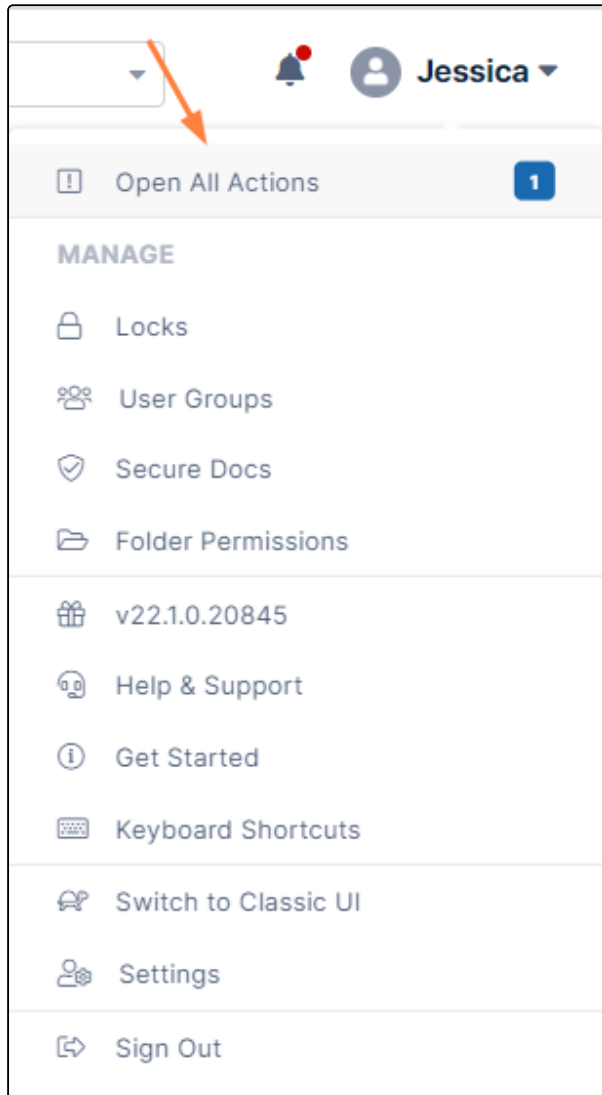 Jessica
Open All Actions 1
MANAGE
Locks
User Groups
Secure Docs
Folder Permissions
v22.1.0.20845
Help & Support
Get Started
Keyboard Shortcuts
Switch to Classic UI
Settings
Sign Out